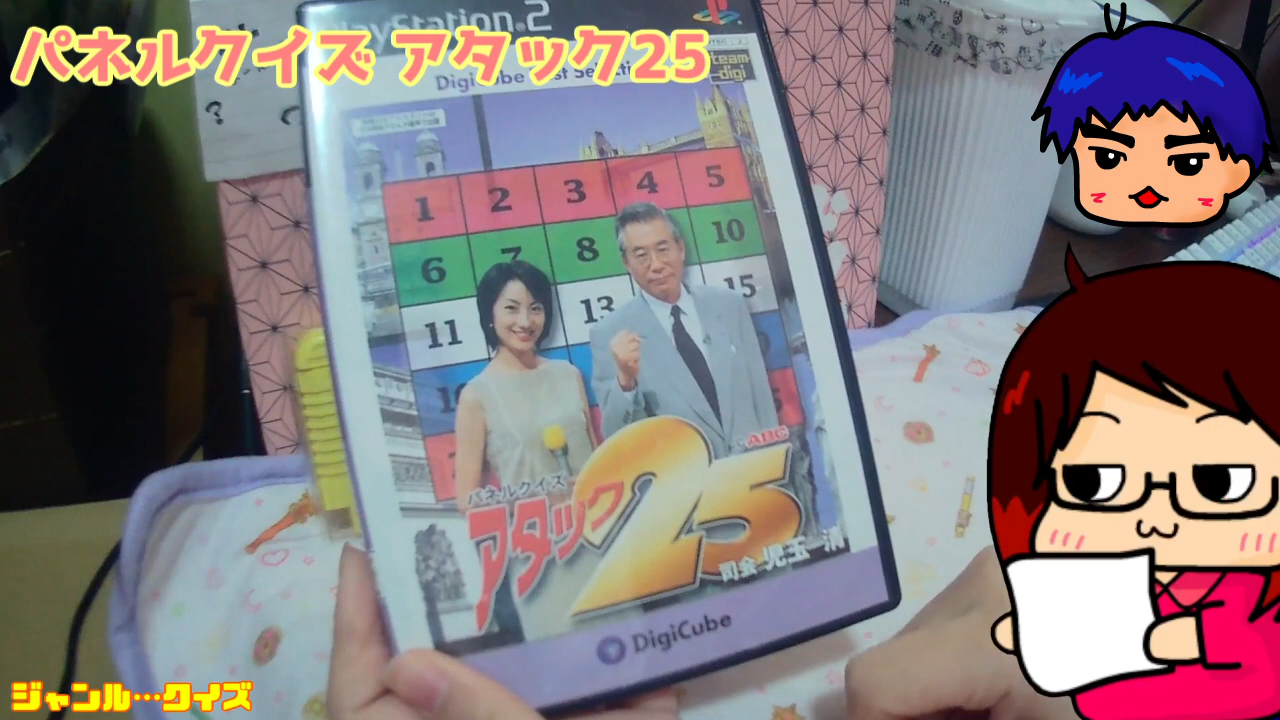 パネルクイズ アタック25
PlayStation.2
team-digi
DigiCube Best Selection
1 2 3 4 5
6 7 8 10
11 13 15
ABC
パネルクイズ
アタック25
司会 児玉 清
DigiCube
ジャンル…クイズ